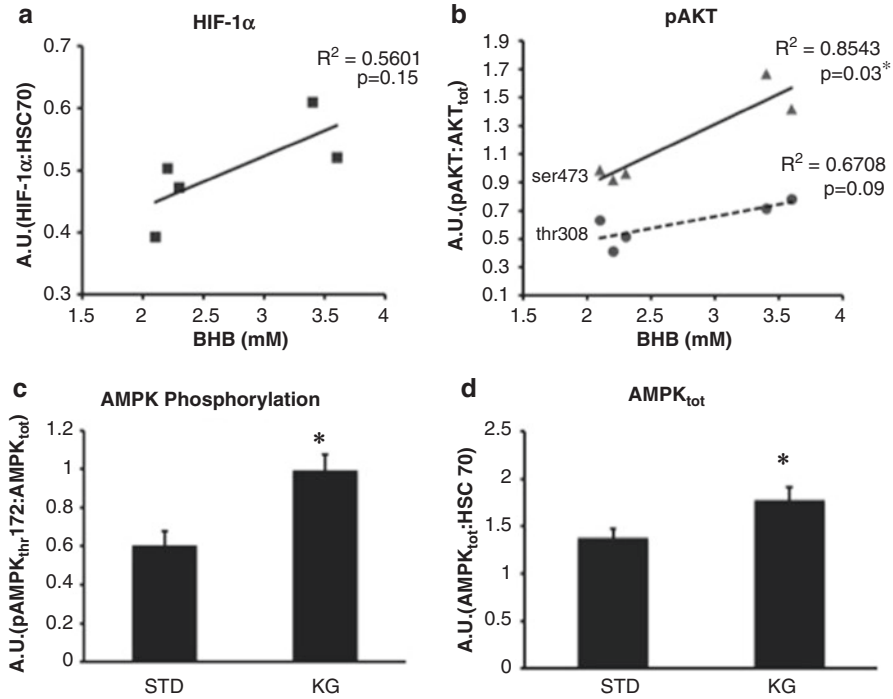 a
HIF-1α
A.U.(HIF-1α:HSC70)
0.7
0.6
0.5
0.4
0.3
R² = 0.5601
p=0.15
1.5 2 2.5 3 3.5 4
BHB (mM)
b
pAKT
A.U.(pAKT:AKTtot)
1.9
1.7
1.5
1.3
1.1
0.9
0.7
0.5
0.3
0.1
R² = 0.8543
p=0.03*
ser473
R² = 0.6708
p=0.09
thr308
1.5 2 2.5 3 3.5 4
BHB (mM)
c
AMPK Phosphorylation
A.U.(pAMPKthr172:AMPKtot)
1.2
1
0.8
0.6
0.4
0.2
0
*
STD KG
d
AMPKtot
A.U.(AMPKtot:HSC 70)
2.5
2
1.5
1
0.5
0
*
STD KG